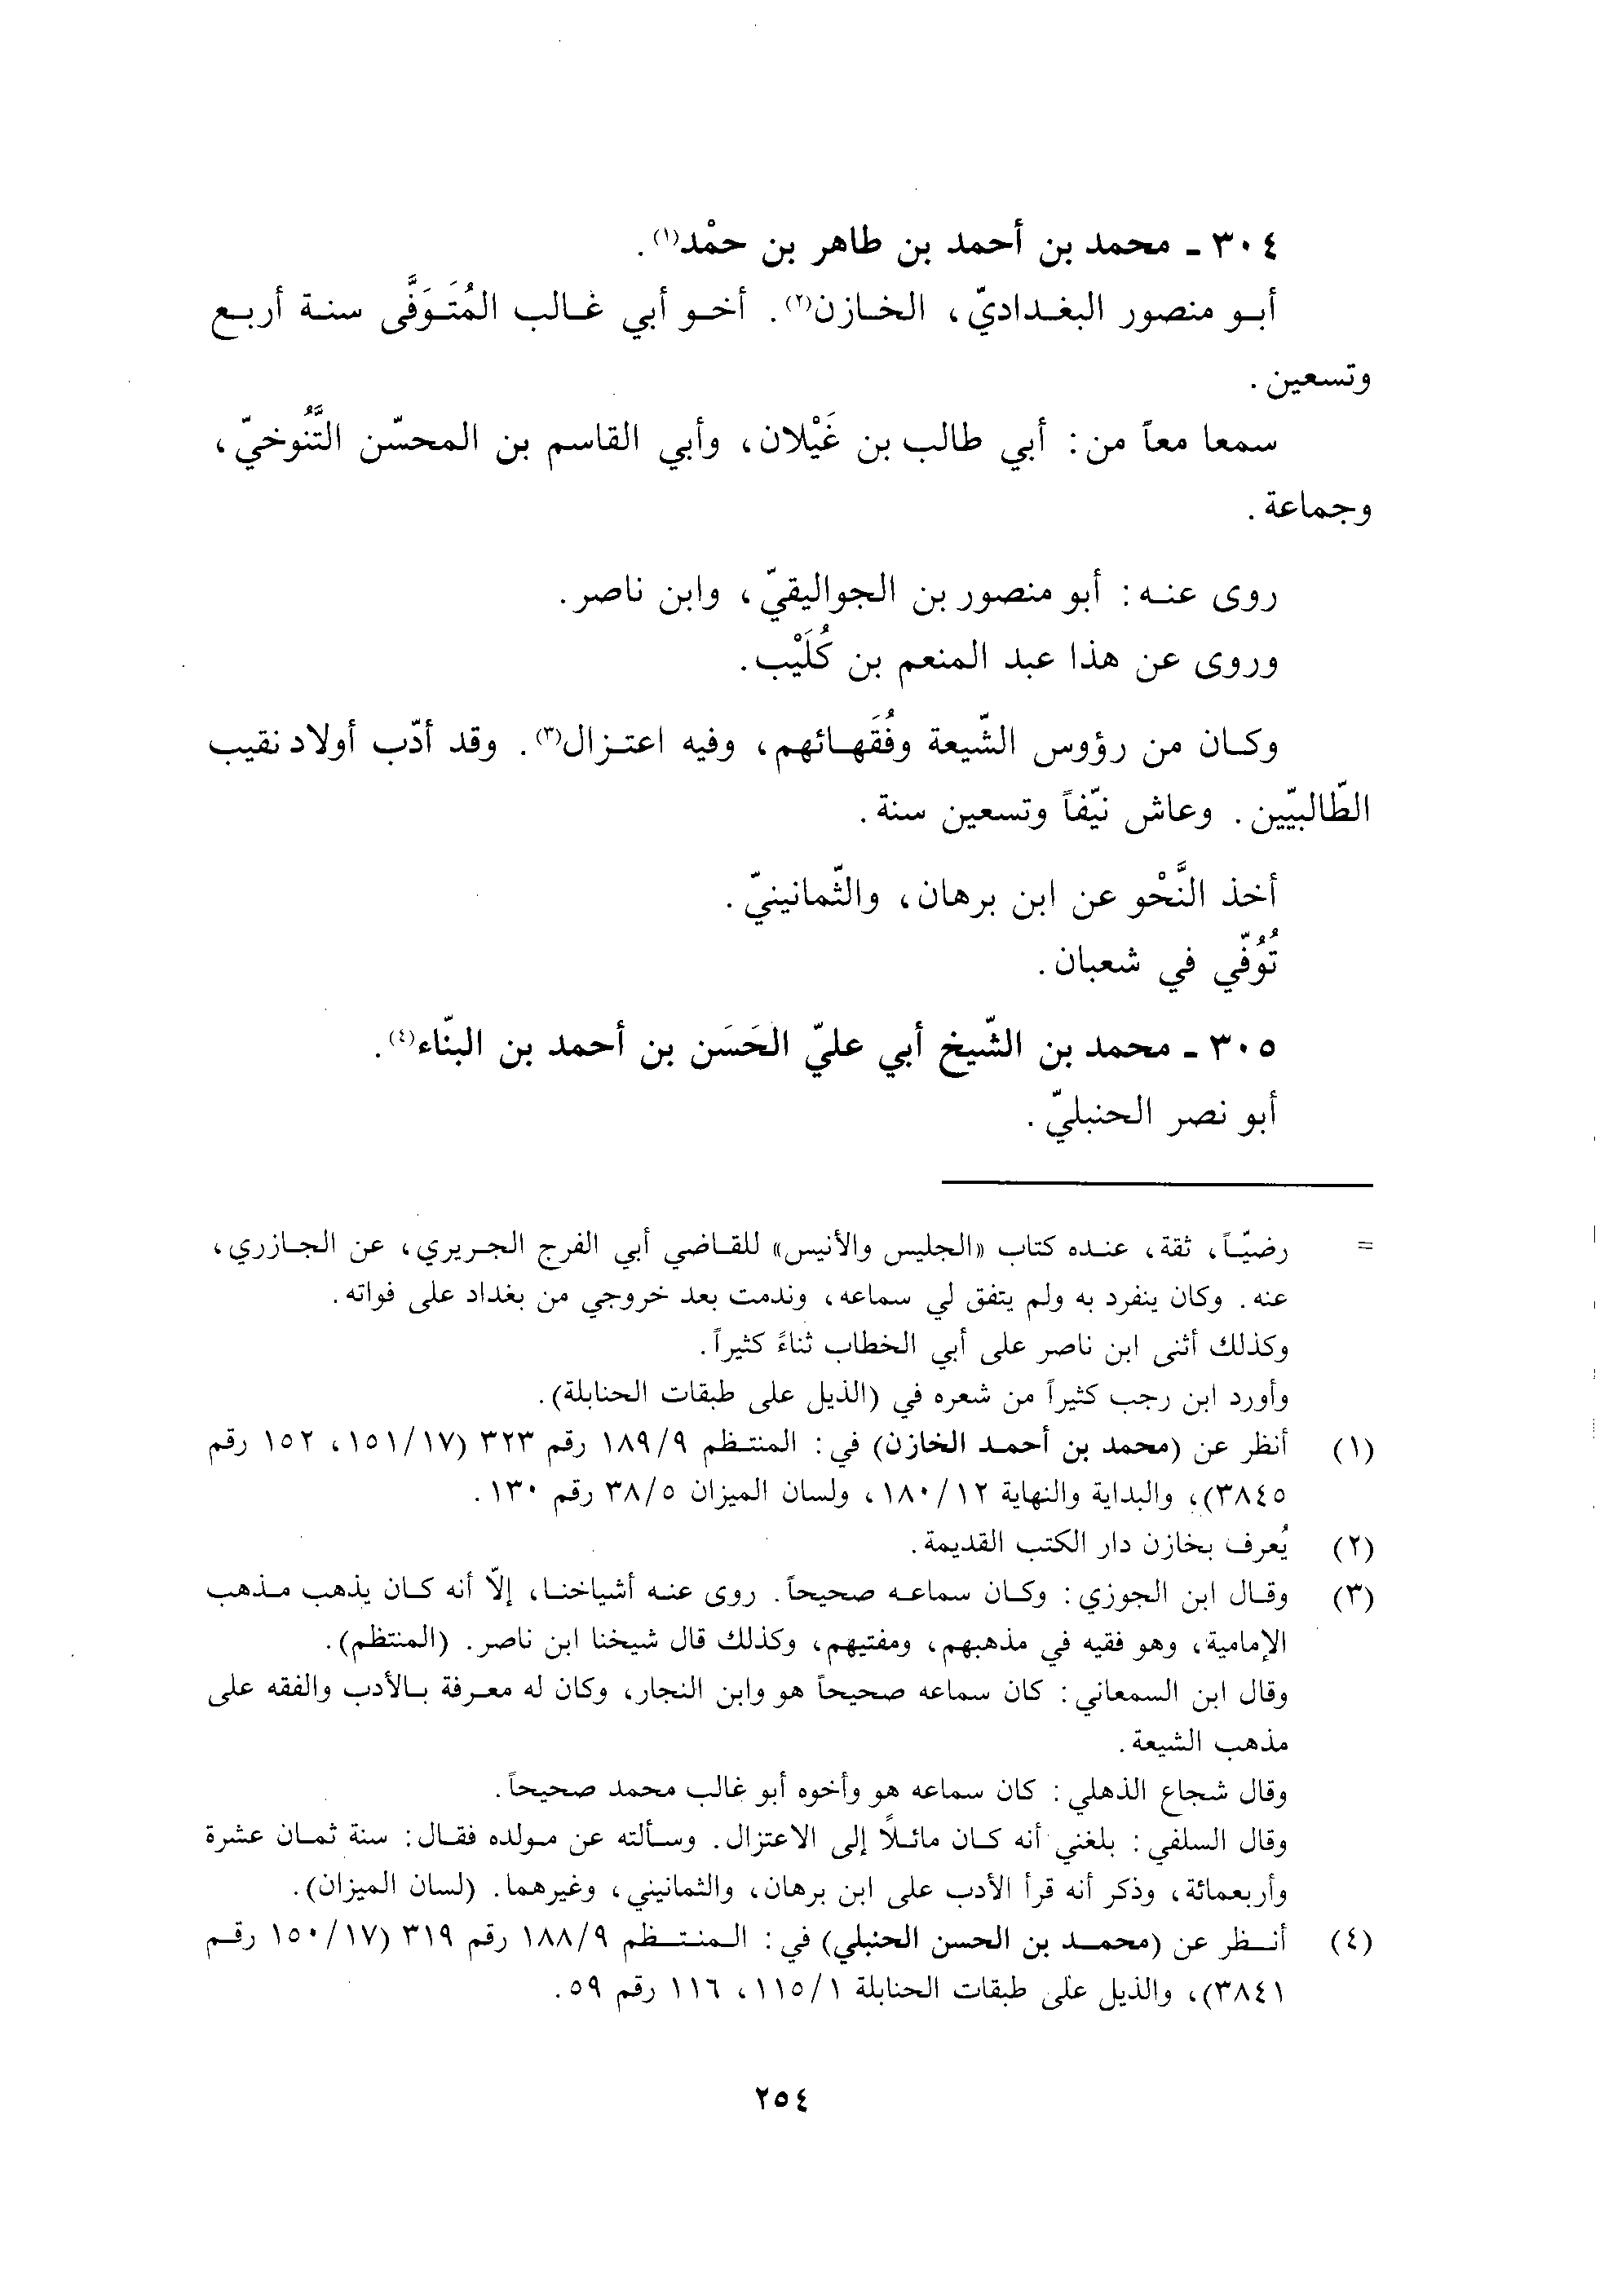 ٣٠٤ ـ محمد بن أحمد بن طاهر بن حمْد(١).
أبو منصور البغداديّ، الخازن(٢). أخو أبي غالب المُتَوَفَّى سنة أربع
وتسعين.
سمعا معاً من: أبي طالب بن غَيْلان، وأبي القاسم بن المحسّن التَّنُوخيّ،
وجماعة.
روى عنه: أبو منصور بن الجواليقيّ، وابن ناصر.
وروى عن هذا عبد المنعم بن كُلَيْب.
وكان من رؤوس الشّيعة وفُقَهائهم، وفيه اعتزال(٣). وقد أدّب أولاد نقيب
الطّالبيّين. وعاش نيّفاً وتسعين سنة.
أخذ النَّحْو عن ابن برهان، والثّمانينيّ.
تُوُفّي في شعبان.
٣٠٥ ـ محمد بن الشّيخ أبي عليّ الحَسَن بن أحمد بن البنّاء(٤).
أبو نصر الحنبليّ.
= رضيّاً، ثقة، عنده كتاب «الجليس والأنيس» للقاضي أبي الفرج الجريري، عن الجازري،
عنه. وكان ينفرد به ولم يتفق لي سماعه، وندمت بعد خروجي من بغداد على فواته.
وكذلك أثنى ابن ناصر على أبي الخطاب ثناءً كثيراً.
وأورد ابن رجب كثيراً من شعره في (الذيل على طبقات الحنابلة).
(١) أنظر عن (محمد بن أحمد الخازن) في: المنتظم ١٨٩/٩ رقم ٣٢٣ (١٥١/١٧، ١٥٢ رقم
٣٨٤٥)، والبداية والنهاية ١٨٠/١٢، ولسان الميزان ٣٨/٥ رقم ١٣٠.
(٢) يُعرف بخازن دار الكتب القديمة.
(٣) وقال ابن الجوزي: وكان سماعه صحيحاً. روى عنه أشياخنا، إلّا أنه كان يذهب مذهب
الإمامية، وهو فقيه في مذهبهم، ومفتيهم، وكذلك قال شيخنا ابن ناصر. (المنتظم).
وقال ابن السمعاني: كان سماعه صحيحاً هو وابن النجار، وكان له معرفة بالأدب والفقه على
مذهب الشيعة.
وقال شجاع الذهلي: كان سماعه هو وأخوه أبو غالب محمد صحيحاً.
وقال السلفي: بلغني أنه كان مائلًا إلى الاعتزال. وسألته عن مولده فقال: سنة ثمان عشرة
وأربعمائة، وذكر أنه قرأ الأدب على ابن برهان، والثمانيني، وغيرهما. (لسان الميزان).
(٤) أنظر عن (محمد بن الحسن الحنبلي) في: المنتظم ١٨٨/٩ رقم ٣١٩ (١٥٠/١٧ رقم
٣٨٤١)، والذيل على طبقات الحنابلة ١١٥/١، ١١٦ رقم ٥٩.
٢٥٤